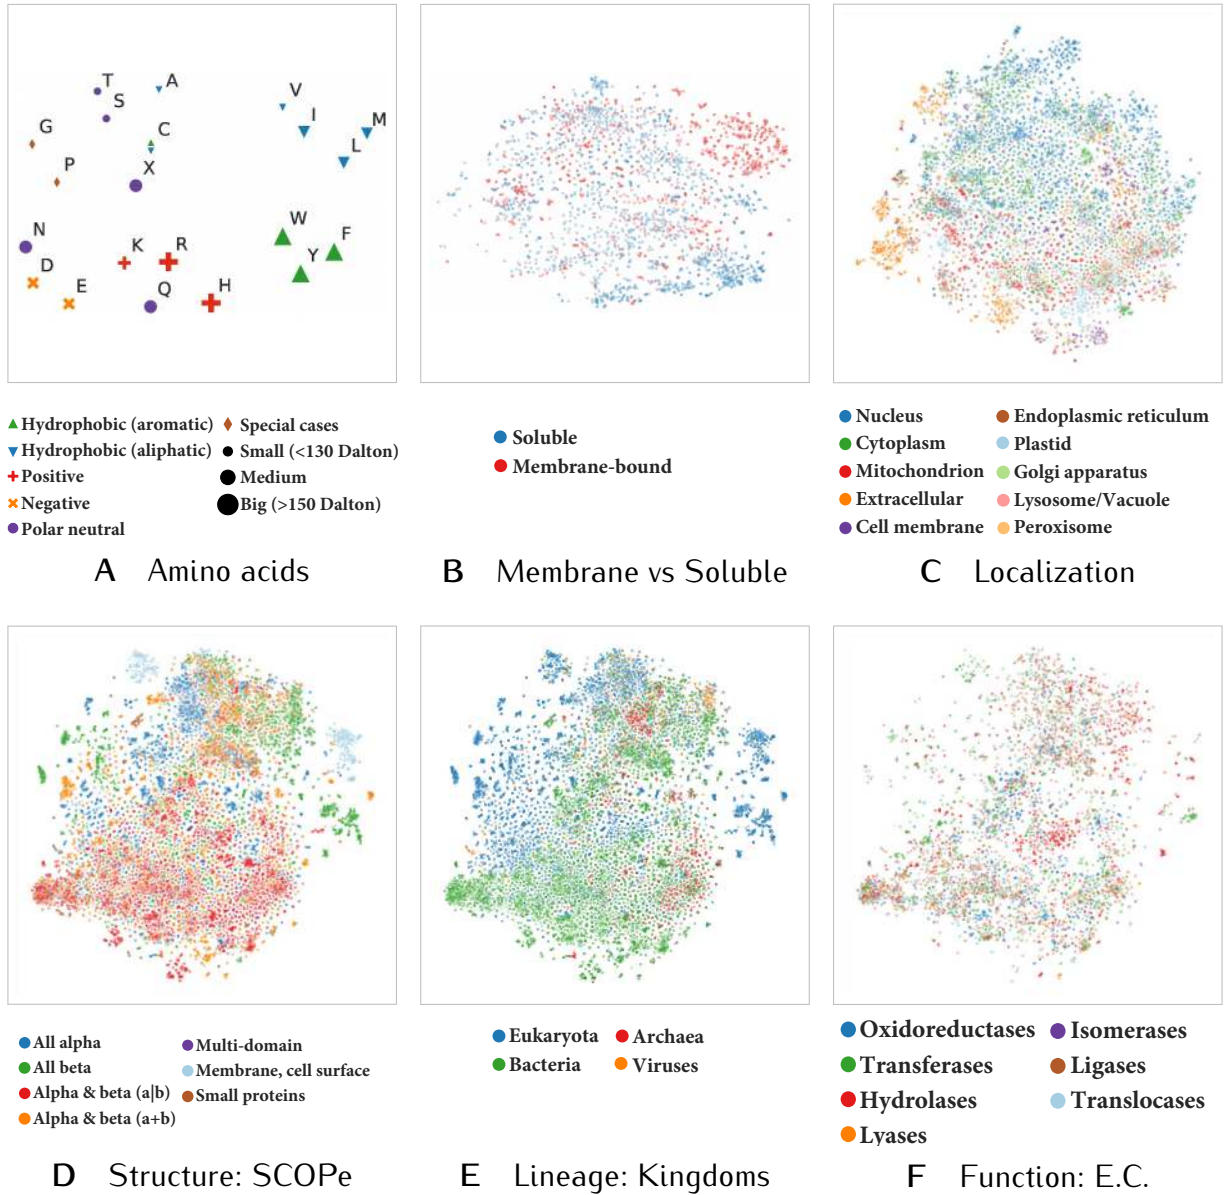 T
A
S
V
I
M
G
C
L
P
X
W
F
N
K
R
Y
D
E
Q
H
Hydrophobic (aromatic)
Special cases
Hydrophobic (aliphatic)
Small (<130 Dalton)
Positive
Medium
Negative
Big (>150 Dalton)
Polar neutral
A Amino acids
Soluble
Membrane-bound
B Membrane vs Soluble
Nucleus
Endoplasmic reticulum
Cytoplasm
Plastid
Mitochondrion
Golgi apparatus
Extracellular
Lysosome/Vacuole
Cell membrane
Peroxisome
C Localization
All alpha
Multi-domain
All beta
Membrane, cell surface
Alpha & beta (a|b)
Small proteins
Alpha & beta (a+b)
D Structure: SCOPe
Eukaryota
Archaea
Bacteria
Viruses
E Lineage: Kingdoms
Oxidoreductases
Isomerases
Transferases
Ligases
Hydrolases
Translocases
Lyases
F Function: E.C.